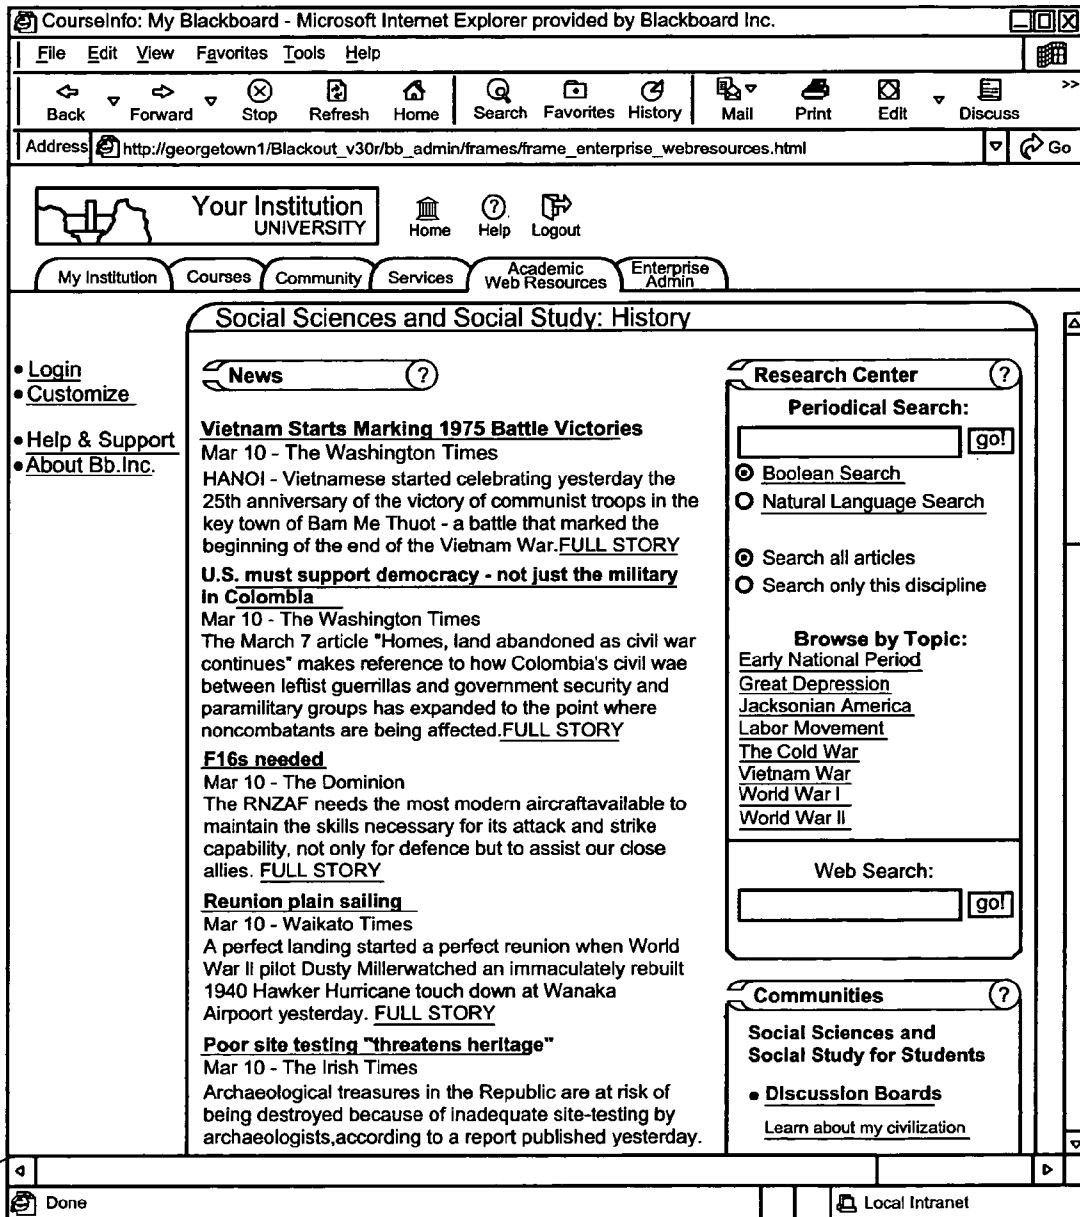 CourseInfo: My Blackboard - Microsoft Internet Explorer provided by Blackboard Inc.
File Edit View Favorites Tools Help
Back Forward Stop Refresh Home Search Favorites History Mail Print Edit Discuss >>
Address http://georgetown1/Blackout_v30r/bb_admin/frames/frame_enterprise_webresources.html Go
Your Institution
UNIVERSITY
Home Help Logout
My Institution Courses Community Services Academic Web Resources Enterprise Admin
Social Sciences and Social Study: History
• Login
• Customize
• Help & Support
• About Bb.Inc.
News ?
Vietnam Starts Marking 1975 Battle Victories
Mar 10 - The Washington Times
HANOI - Vietnamese started celebrating yesterday the
25th anniversary of the victory of communist troops in the
key town of Bam Me Thuot - a battle that marked the
beginning of the end of the Vietnam War.FULL STORY
U.S. must support democracy - not just the military
in Colombia
Mar 10 - The Washington Times
The March 7 article "Homes, land abandoned as civil war
continues" makes reference to how Colombia's civil wae
between leftist guerrillas and government security and
paramilitary groups has expanded to the point where
noncombatants are being affected.FULL STORY
F16s needed
Mar 10 - The Dominion
The RNZAF needs the most modern aircraftavailable to
maintain the skills necessary for its attack and strike
capability, not only for defence but to assist our close
allies. FULL STORY
Reunion plain sailing
Mar 10 - Waikato Times
A perfect landing started a perfect reunion when World
War II pilot Dusty Millerwatched an immaculately rebuilt
1940 Hawker Hurricane touch down at Wanaka
Airpoort yesterday. FULL STORY
Poor site testing "threatens heritage"
Mar 10 - The Irish Times
Archaeological treasures in the Republic are at risk of
being destroyed because of inadequate site-testing by
archaeologists,according to a report published yesterday.
Research Center ?
Periodical Search:
go!
Boolean Search
Natural Language Search
Search all articles
Search only this discipline
Browse by Topic:
Early National Period
Great Depression
Jacksonian America
Labor Movement
The Cold War
Vietnam War
World War I
World War II
Web Search:
go!
Communities ?
Social Sciences and
Social Study for Students
• Discussion Boards
Learn about my civilization
Done Local Intranet